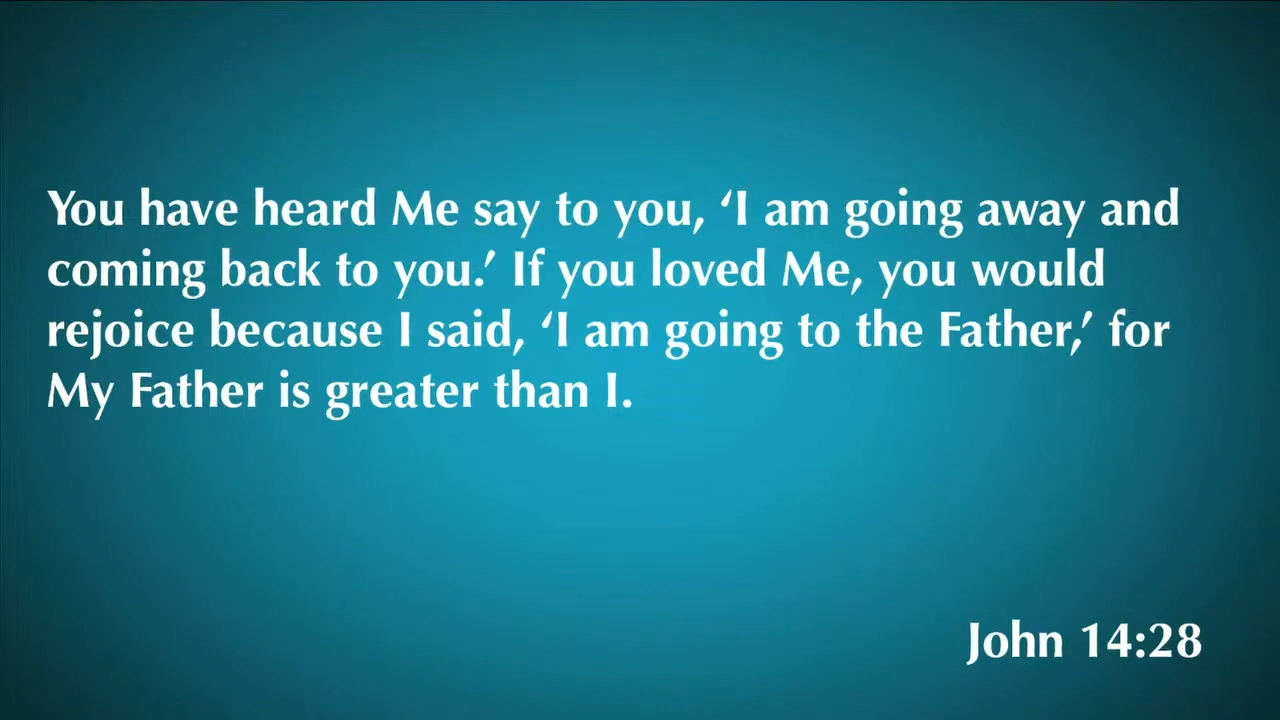 You have heard Me say to you, ‘I am going away and
coming back to you.’ If you loved Me, you would
rejoice because I said, ‘I am going to the Father,’ for
My Father is greater than I.
John 14:28